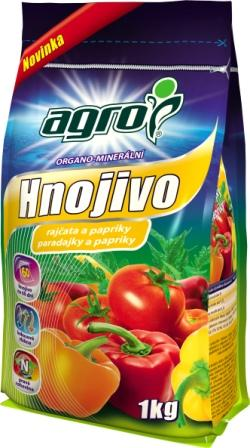 Novinka
agro
ORGANO-MINERÁLNÍ
Hnojivo
rajčata a papriky
paradajky a papriky
N
1kg